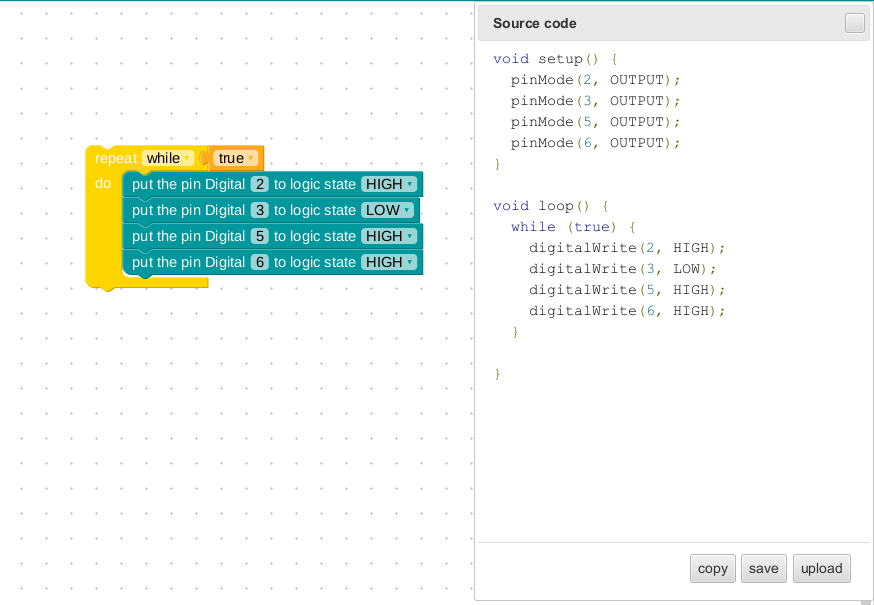 repeat while true
do
put the pin Digital 2 to logic state HIGH
put the pin Digital 3 to logic state LOW
put the pin Digital 5 to logic state HIGH
put the pin Digital 6 to logic state HIGH
Source code
void setup() {
  pinMode(2, OUTPUT);
  pinMode(3, OUTPUT);
  pinMode(5, OUTPUT);
  pinMode(6, OUTPUT);
}
void loop() {
  while (true) {
    digitalWrite(2, HIGH);
    digitalWrite(3, LOW);
    digitalWrite(5, HIGH);
    digitalWrite(6, HIGH);
  }
}
copy save upload